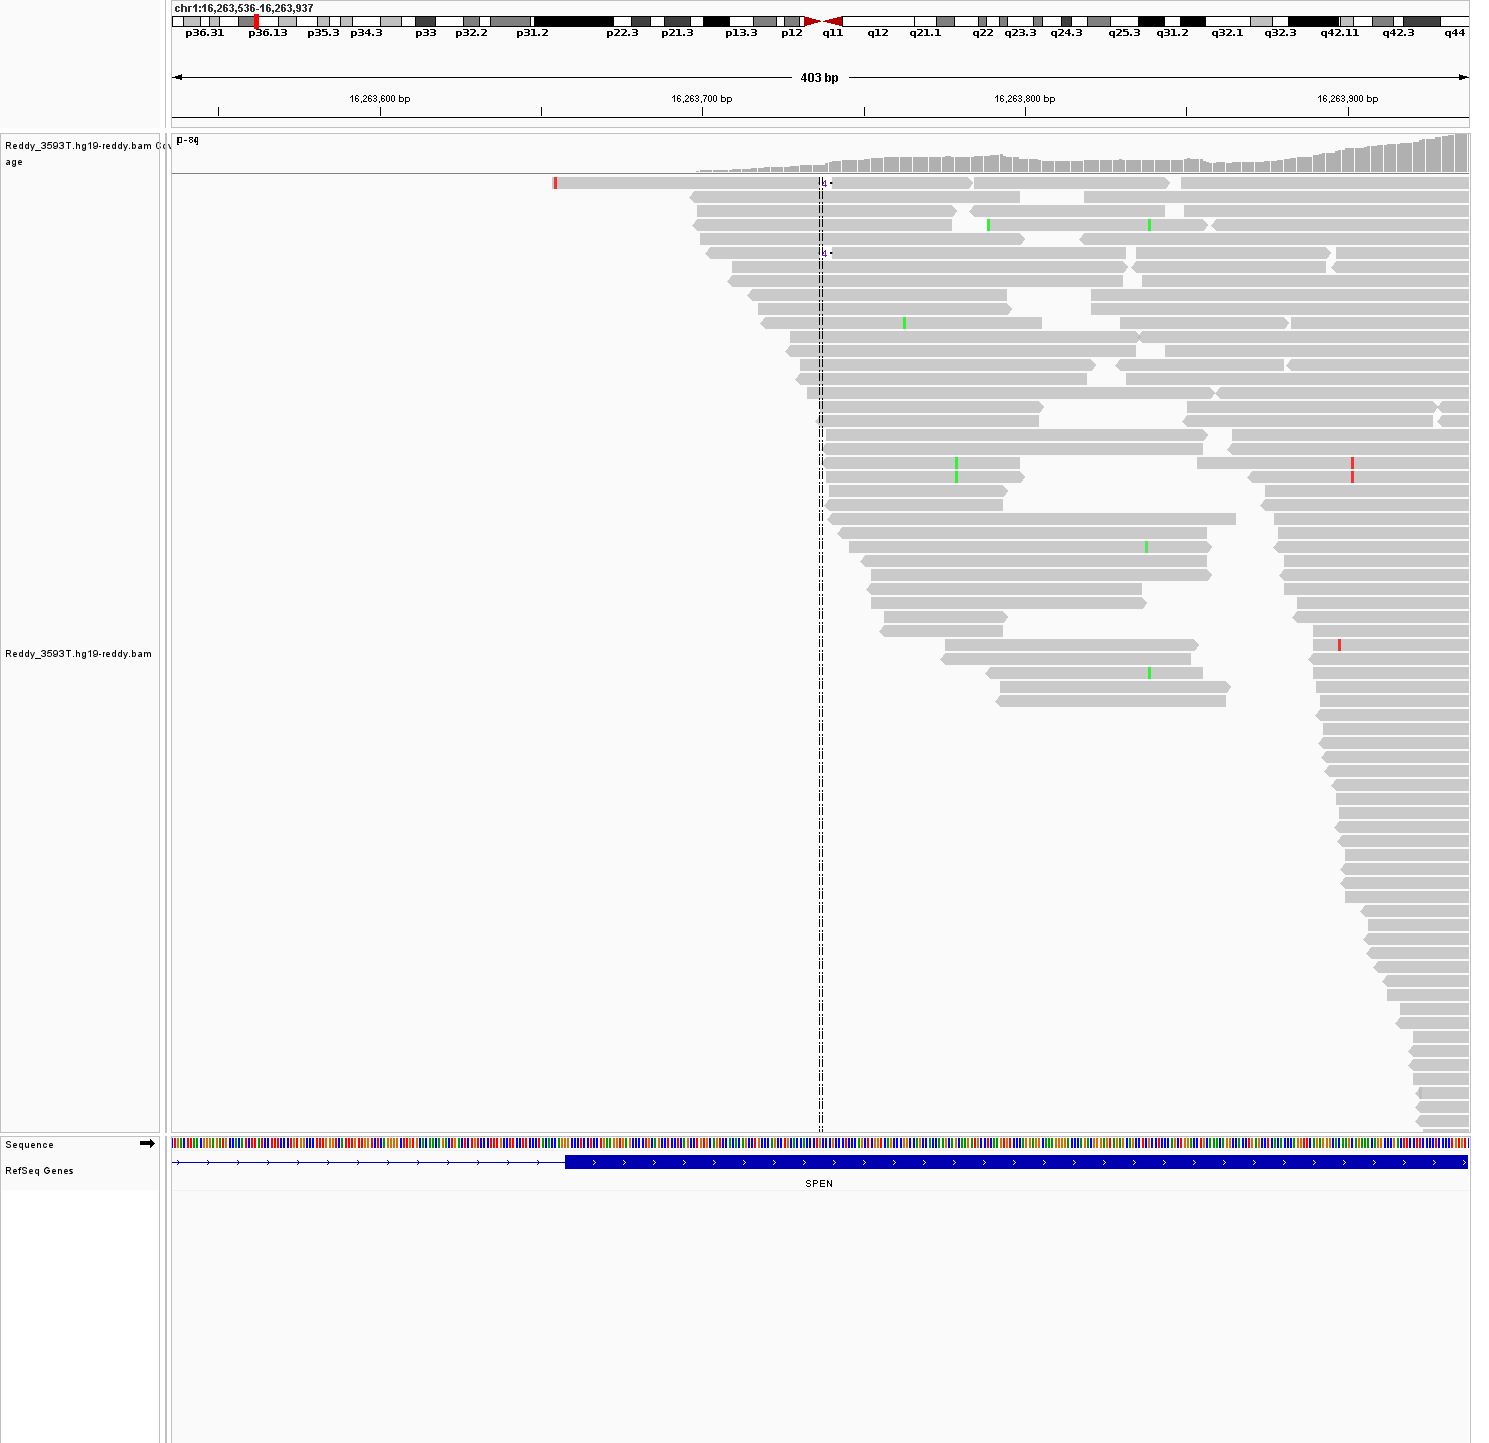 chr1:16,263,536-16,263,937
p36.31 p36.13 p35.3 p34.3 p33 p32.2 p31.2 p22.3 p21.3 p13.3 p12 q11 q12 q21.1 q22 q23.3 q24.3 q25.3 q31.2 q32.1 q32.3 q42.11 q42.3 q44
403 bp
16,263,600 bp 16,263,700 bp 16,263,800 bp 16,263,900 bp
Reddy_3593T.hg19-reddy.bam Cov
age
4
4
Reddy_3593T.hg19-reddy.bam
Sequence
RefSeq Genes
SPEN